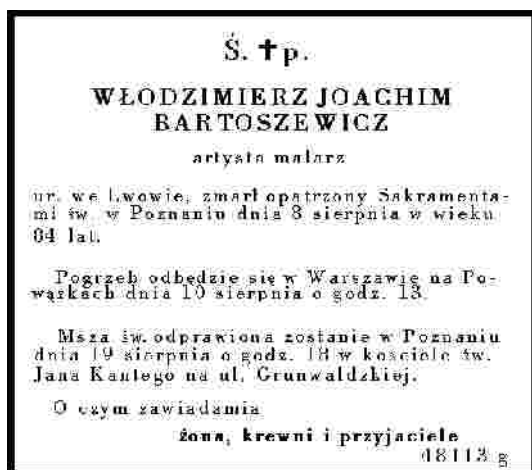 Ś. ✝ p.
WŁODZIMIERZ JOACHIM
BARTOSZEWICZ
artysta malarz
ur. we Lwowie, zmarł opatrzony Sakramenta-
mi św. w Poznaniu dnia 8 sierpnia w wieku
84 lat.
Pogrzeb odbędzie się w Warszawie na Po-
wązkach dnia 10 sierpnia o godz. 13.
Msza św. odprawiona zostanie w Poznaniu
dnia 19 sierpnia o godz. 18 w kościele św.
Jana Kantego na ul. Grunwaldzkiej.
O czym zawiadamia
żona, krewni i przyjaciele
48113 g